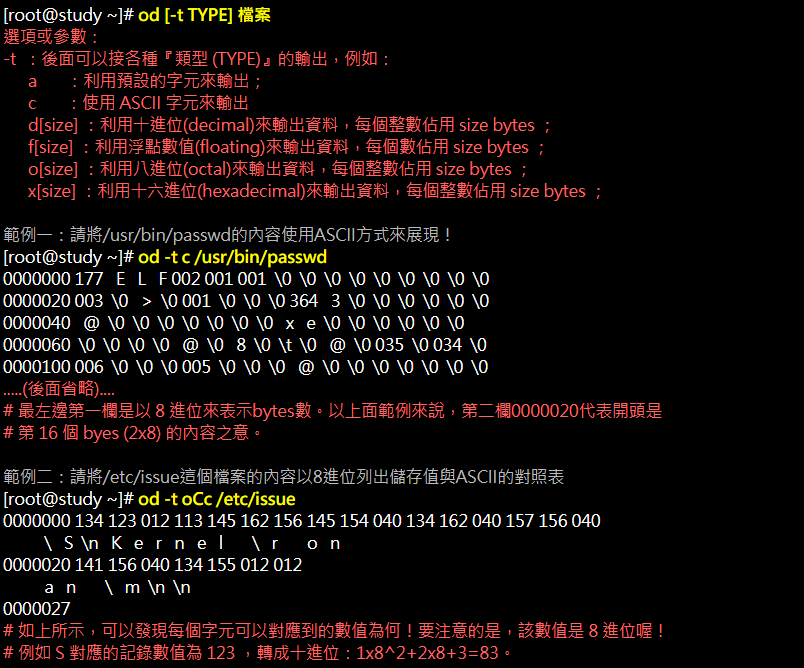 [root@study ~]# od [-t TYPE] 檔案
選項或參數：
-t ：後面可以接各種『類型 (TYPE)』的輸出，例如：
a ：利用預設的字元來輸出；
c ：使用 ASCII 字元來輸出
d[size] ：利用十進位(decimal)來輸出資料，每個整數佔用 size bytes ；
f[size] ：利用浮點數值(floating)來輸出資料，每個數佔用 size bytes ；
o[size] ：利用八進位(octal)來輸出資料，每個整數佔用 size bytes ；
x[size] ：利用十六進位(hexadecimal)來輸出資料，每個整數佔用 size bytes ；
範例一：請將/usr/bin/passwd的內容使用ASCII方式來展現！
[root@study ~]# od -t c /usr/bin/passwd
0000000 177 E L F 002 001 001 \0 \0 \0 \0 \0 \0 \0 \0 \0
0000020 003 \0 > \0 001 \0 \0 \0 364 3 \0 \0 \0 \0 \0 \0
0000040 @ \0 \0 \0 \0 \0 \0 \0 x e \0 \0 \0 \0 \0 \0
0000060 \0 \0 \0 \0 @ \0 8 \0 \t \0 @ \0 035 \0 034 \0
0000100 006 \0 \0 \0 005 \0 \0 \0 @ \0 \0 \0 \0 \0 \0 \0
.....(後面省略)....
# 最左邊第一欄是以 8 進位來表示bytes數。以上面範例來說，第二欄0000020代表開頭是
# 第 16 個 byes (2x8) 的內容之意。
範例二：請將/etc/issue這個檔案的內容以8進位列出儲存值與ASCII的對照表
[root@study ~]# od -t oCc /etc/issue
0000000 134 123 012 113 145 162 156 145 154 040 134 162 040 157 156 040
\ S \n K e r n e l \ r o n
0000020 141 156 040 134 155 012 012
a n \ m \n \n
0000027
# 如上所示，可以發現每個字元可以對應到的數值為何！要注意的是，該數值是 8 進位喔！
# 例如 S 對應的記錄數值為 123 ，轉成十進位：1x8^2+2x8+3=83。